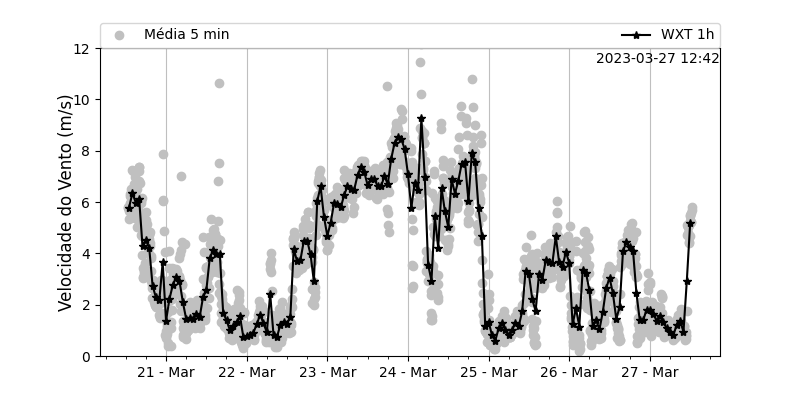 Média 5 min
WXT 1h
2023-03-27 12:42
Velocidade do Vento (m/s)
12
10
8
6
4
2
0
21 - Mar
22 - Mar
23 - Mar
24 - Mar
25 - Mar
26 - Mar
27 - Mar